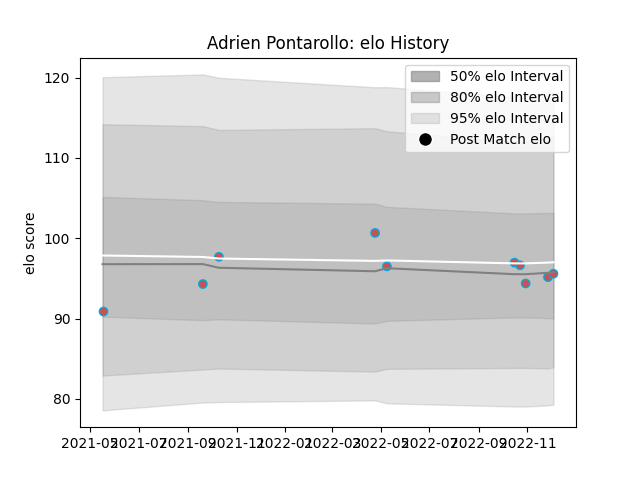 Adrien Pontarollo: elo History
50% elo Interval
80% elo Interval
95% elo Interval
Post Match elo
elo score
120
110
100
90
80
2021-05 2021-07 2021-09 2021-11 2022-01 2022-03 2022-05 2022-07 2022-09 2022-11